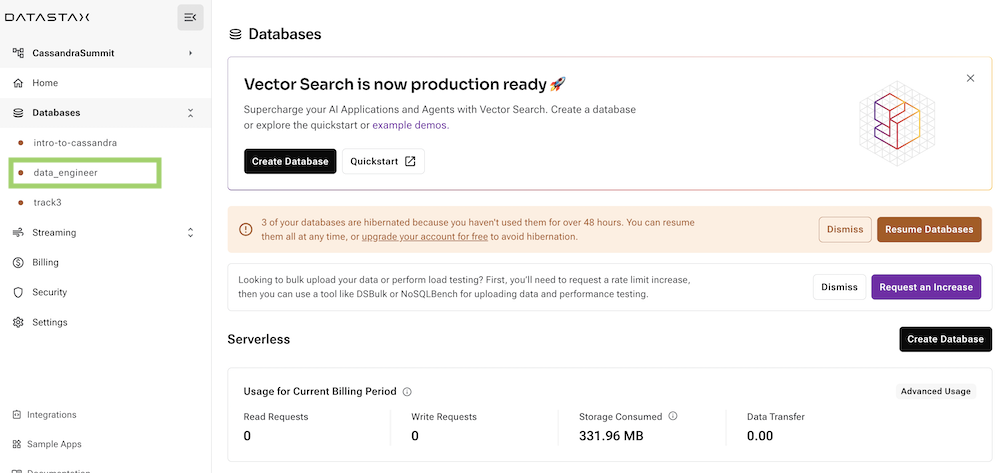 DATASTAX
CassandraSummit
Home
Databases
intro-to-cassandra
data_engineer
track3
Streaming
Billing
Security
Settings
Integrations
Sample Apps
Documentation
Databases
Vector Search is now production ready 🚀
Supercharge your AI Applications and Agents with Vector Search. Create a database
or explore the quickstart or example demos.
Create Database
Quickstart
3 of your databases are hibernated because you haven't used them for over 48 hours. You can resume
them all at any time, or upgrade your account for free to avoid hibernation.
Dismiss
Resume Databases
Looking to bulk upload your data or perform load testing? First, you'll need to request a rate limit increase,
then you can use a tool like DSBulk or NoSQLBench for uploading data and performance testing.
Dismiss
Request an Increase
Serverless
Create Database
Usage for Current Billing Period
Advanced Usage
Read Requests
0
Write Requests
0
Storage Consumed
331.96 MB
Data Transfer
0.00